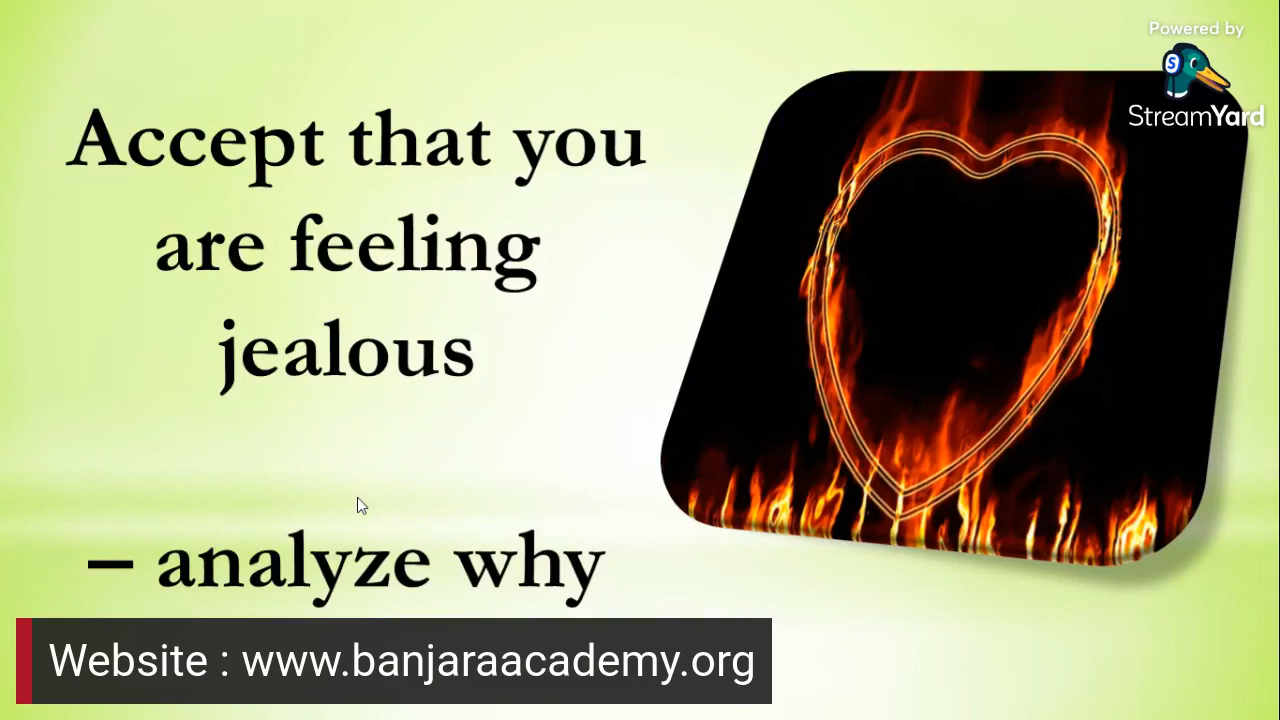 Powered by
StreamYard
Accept that you
are feeling
jealous
– analyze why
Website : www.banjaraacademy.org